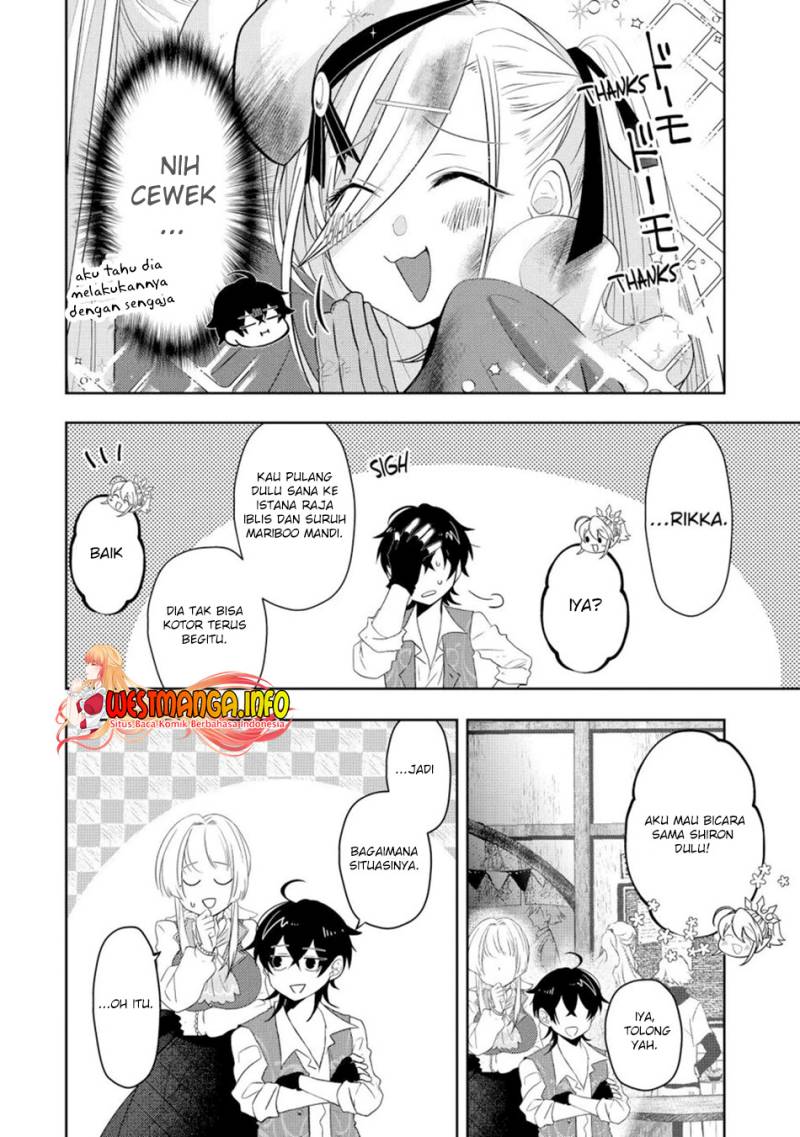 ドーモ
ドーモ
THANKS
THANKS
NIH
CEWEK
...
aku tahu dia
melakukannya
dengan sengaja
...RIKKA.
IYA?
SIGH
KAU PULANG
DULU SANA KE
ISTANA RAJA
IBLIS DAN SURUH
MARIBOO MANDI.
DIA TAK BISA
KOTOR TERUS
BEGITU.
BAIK
WESTMANGA.INFO
Situs Baca Komik Berbahasa Indonesia
AKU MAU BICARA
SAMA SHIRON
DULU!
IYA,
TOLONG
YAH.
...JADI
BAGAIMANA
SITUASINYA.
...OH ITU.